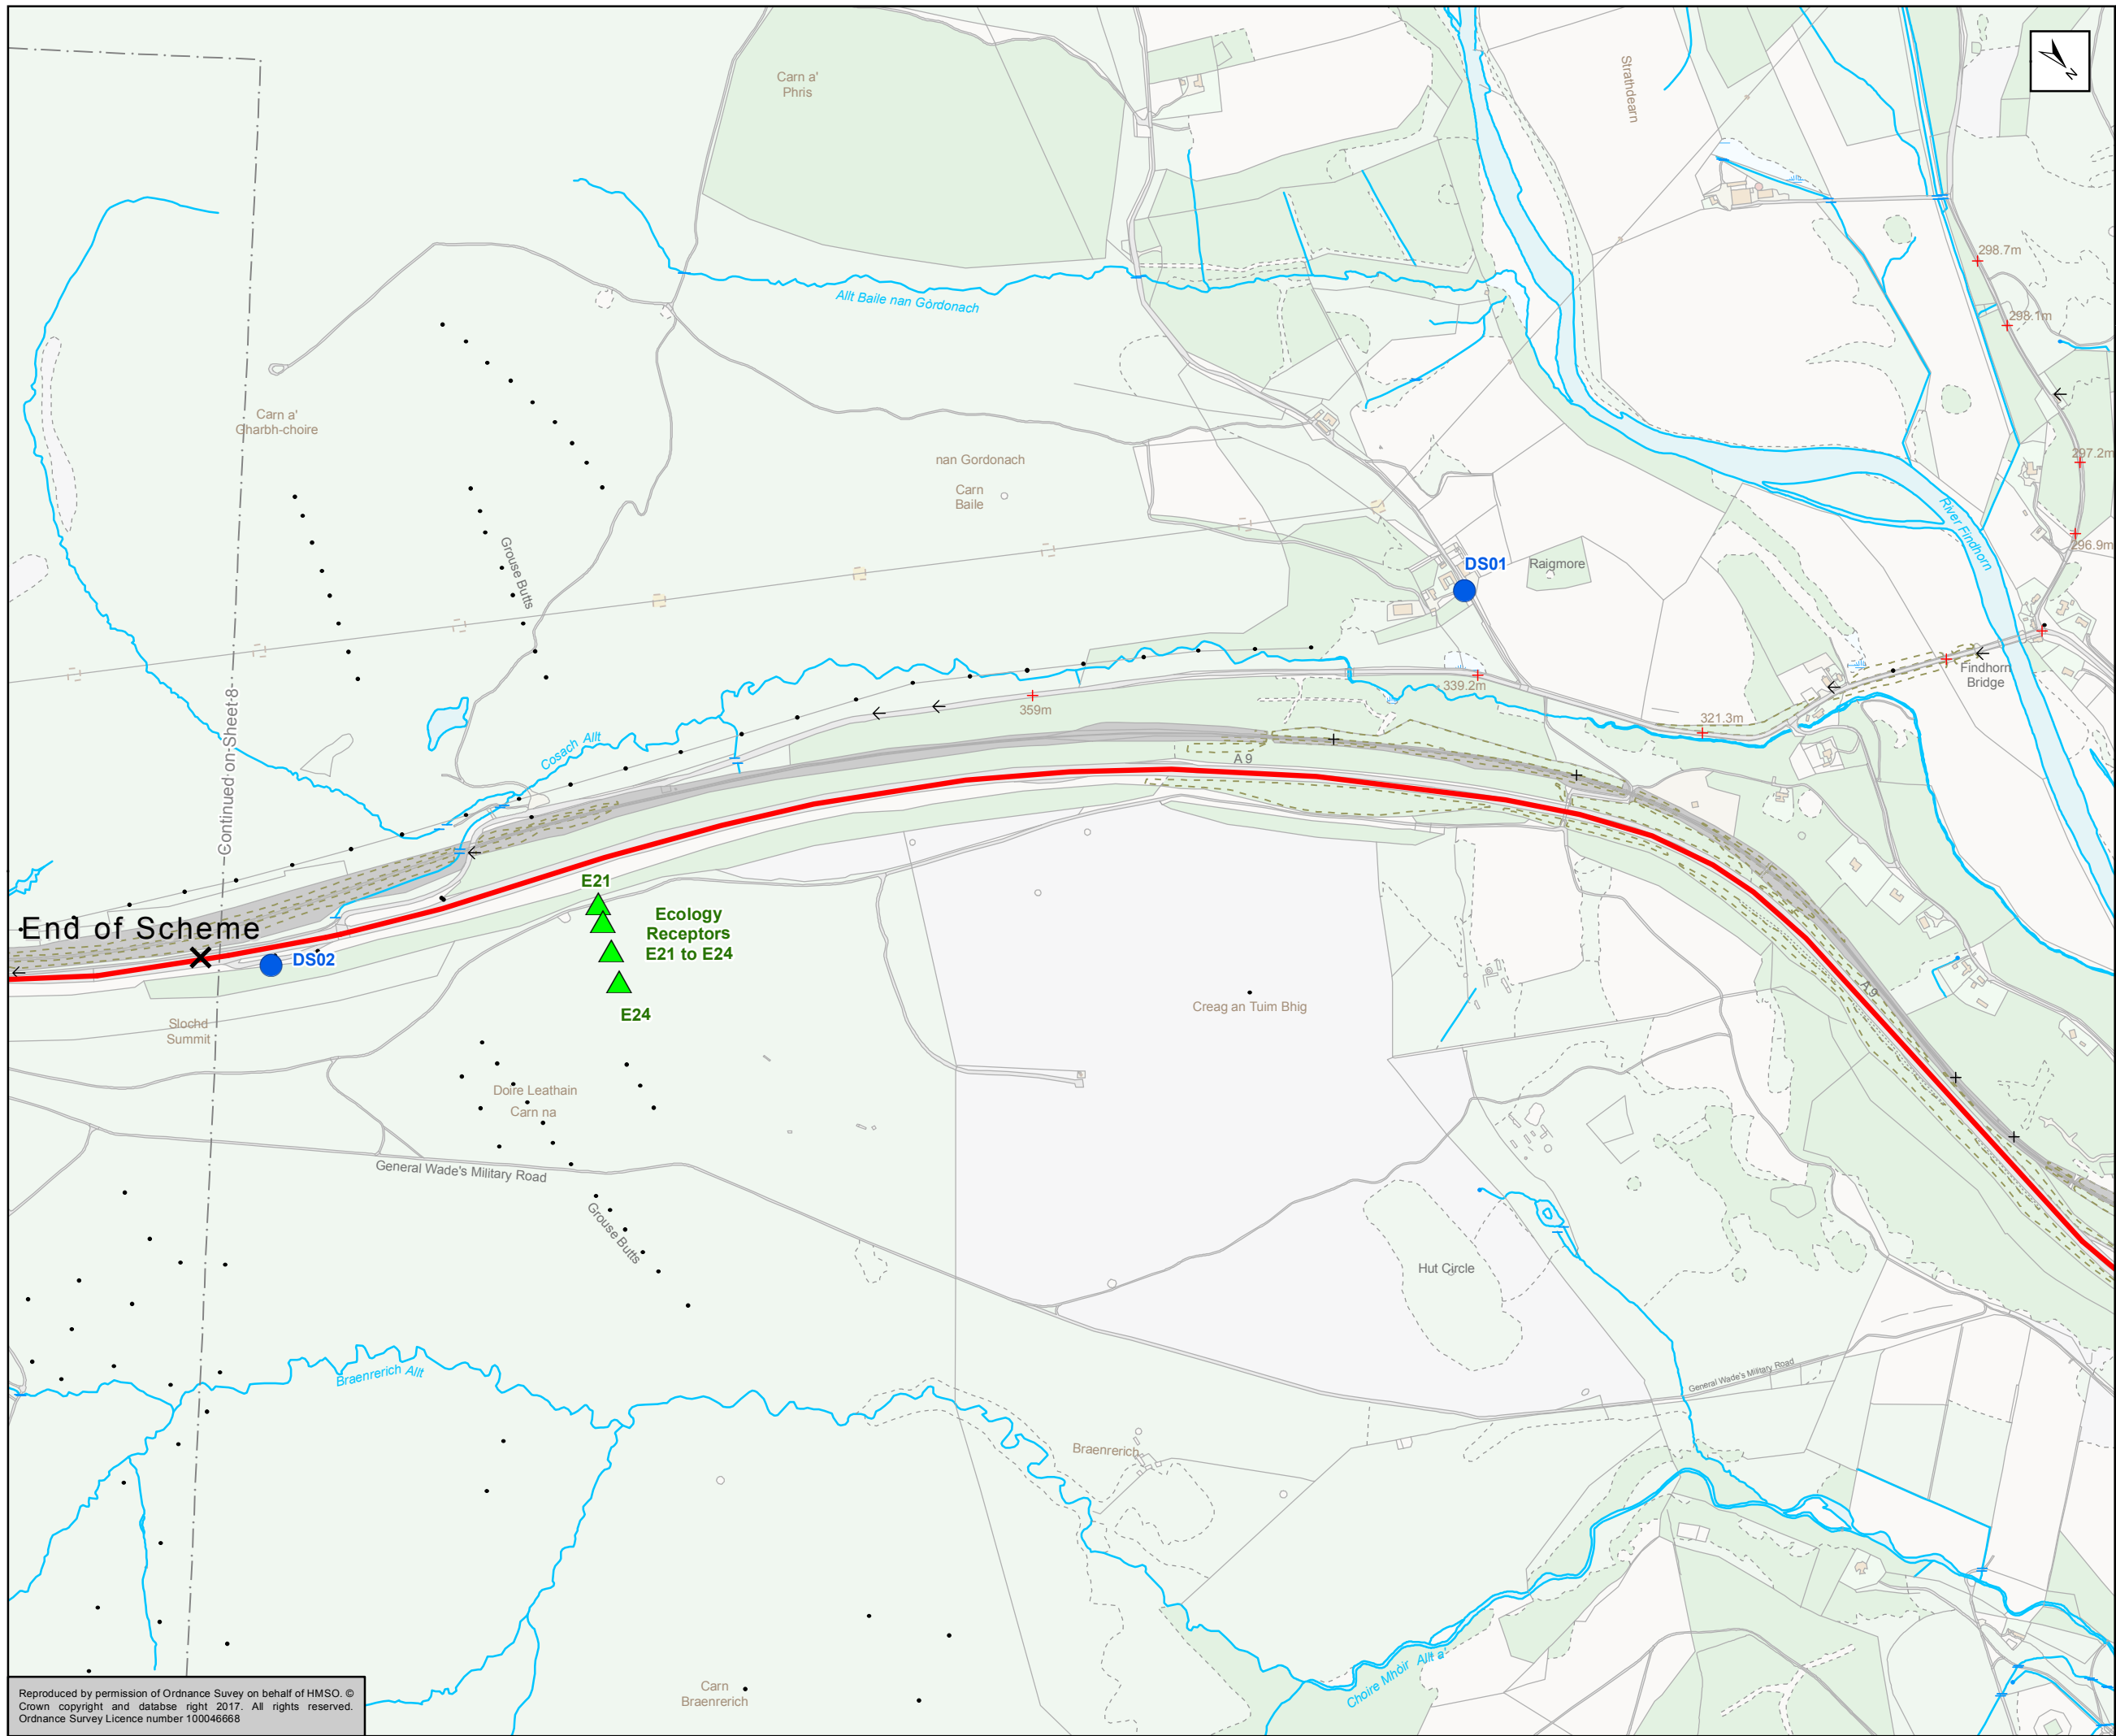 Carn a'
Phris
Strathdearn
N
298.7m
298.1m
Allt Baile nan Gòrdonach
Carn a'
Gharbh-choire
nan Gordonach
Carn
Baile
297.2m
296.9m
River Findhorn
Grouse Butts
DS01
Raigmore
Findhorn
Bridge
339.2m
359m
321.3m
Continued on Sheet 8
Cosach Allt
A 9
E21
Ecology
Receptors
E21 to E24
E24
End of Scheme
DS02
A 9
Creag an Tuim Bhig
Slochd
Summit
Doire Leathain
Carn na
General Wade's Military Road
Grouse Butts
Hut Circle
General Wade's Military Road
Braenrerich Allt
Braenrerich
Choire Mhòir Allt a'
Carn
Braenrerich
Reproduced by permission of Ordnance Suvey on behalf of HMSO. ©
Crown copyright and databse right 2017. All rights reserved.
Ordnance Survey Licence number 100046668